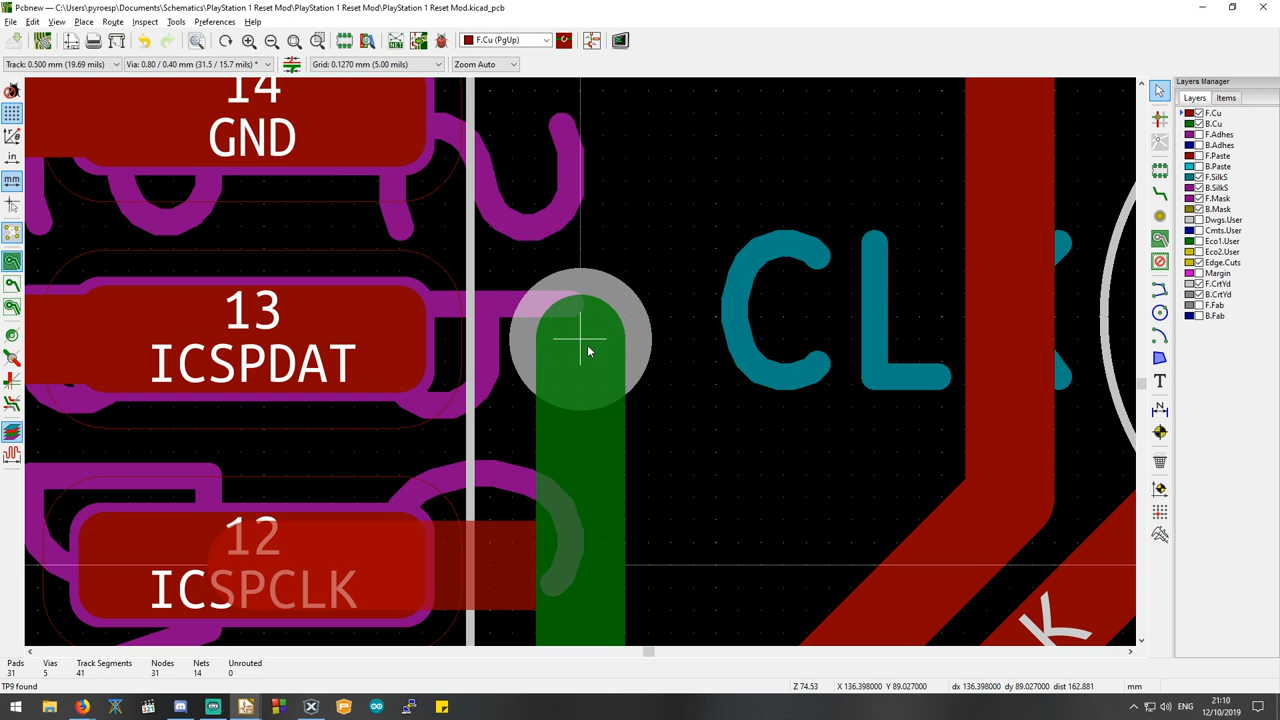 Pcbnew — C:\Users\pyroesp\Documents\Schematics\PlayStation 1 Reset Mod\PlayStation 1 Reset Mod\PlayStation 1 Reset Mod.kicad_pcb
File Edit View Place Route Inspect Tools Preferences Help
F.Cu (PgUp)
Track: 0.500 mm (19.69 mils) Via: 0.80 / 0.40 mm (31.5 / 15.7 mils) * Grid: 0.1270 mm (5.00 mils) Zoom Auto
Layers Manager
Layers Items
F.Cu
B.Cu
F.Adhes
B.Adhes
F.Paste
B.Paste
F.SilkS
B.SilkS
F.Mask
B.Mask
Dwgs.User
Cmts.User
Eco1.User
Eco2.User
Edge.Cuts
Margin
F.CrtYd
B.CrtYd
F.Fab
B.Fab
in
mm
14
GND
13
ICSPDAT
12
ICSPCLK
CLK
K
Pads Vias Track Segments Nodes Nets Unrouted
31 5 41 31 14 0
TP9 found Z 74.53 X 136.398000 Y 89.027000 dx 136.398000 dy 89.027000 dist 162.881 mm
ENG 21:10
12/10/2019